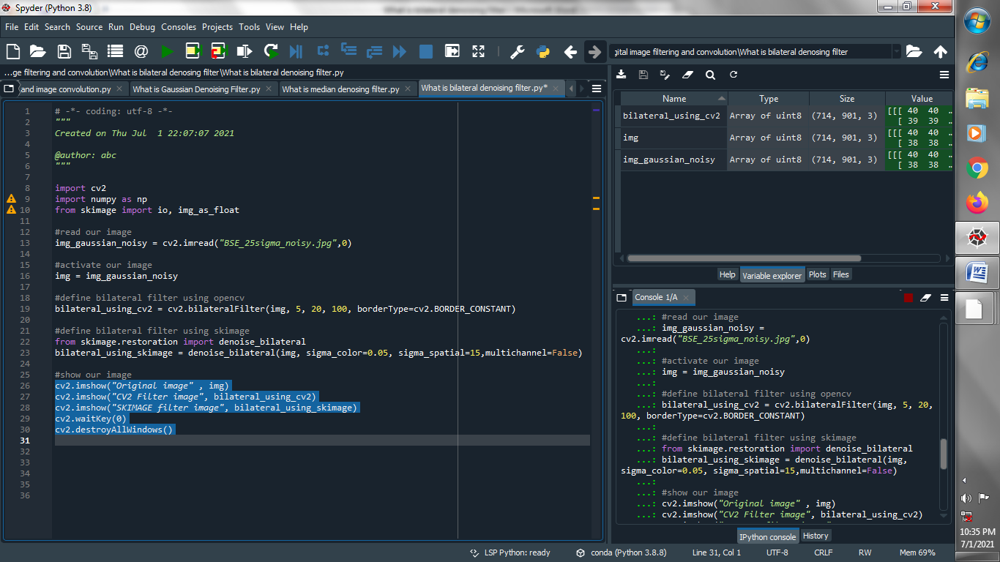 Spyder (Python 3.8)
File Edit Search Source Run Debug Consoles Projects Tools View Help
gital image filtering and convolution\What is bilateral denosing filter
...ge filtering and convolution\What is bilateral denosing filter\What is bilateral denoising filter.py
and image convolution.py
What is Gaussian Denoising Filter.py
What is median denosing filter.py
What is bilateral denoising filter.py*
1 # -*- coding: utf-8 -*-
2 """
3 Created on Thu Jul  1 22:07:07 2021
4
5 @author: abc
6 """
7
8 import cv2
9 import numpy as np
10 from skimage import io, img_as_float
11
12 #read our image
13 img_gaussian_noisy = cv2.imread("BSE_25sigma_noisy.jpg",0)
14
15 #activate our image
16 img = img_gaussian_noisy
17
18 #define bilateral filter using opencv
19 bilateral_using_cv2 = cv2.bilateralFilter(img, 5, 20, 100, borderType=cv2.BORDER_CONSTANT)
20
21 #define bilateral filter using skimage
22 from skimage.restoration import denoise_bilateral
23 bilateral_using_skimage = denoise_bilateral(img, sigma_color=0.05, sigma_spatial=15,multichannel=False)
24
25 #show our image
26 cv2.imshow("Original image" , img)
27 cv2.imshow("CV2 Filter image", bilateral_using_cv2)
28 cv2.imshow("SKIMAGE filter image", bilateral_using_skimage)
29 cv2.waitKey(0)
30 cv2.destroyAllWindows()
31
32
33
34
35
36
Name Type Size Value
bilateral_using_cv2 Array of uint8 (714, 901, 3) [[[ 40 40 ..
[ 39 39 ..
img Array of uint8 (714, 901, 3) [[[ 40 40 ..
[ 38 38 ..
img_gaussian_noisy Array of uint8 (714, 901, 3) [[[ 40 40 ..
[ 38 38 ..
Help Variable explorer Plots Files
Console 1/A
...: #read our image
...: img_gaussian_noisy =
cv2.imread("BSE_25sigma_noisy.jpg",0)
...:
...: #activate our image
...: img = img_gaussian_noisy
...:
...: #define bilateral filter using opencv
...: bilateral_using_cv2 = cv2.bilateralFilter(img, 5, 20,
100, borderType=cv2.BORDER_CONSTANT)
...:
...: #define bilateral filter using skimage
...: from skimage.restoration import denoise_bilateral
...: bilateral_using_skimage = denoise_bilateral(img,
sigma_color=0.05, sigma_spatial=15,multichannel=False)
...:
...: #show our image
...: cv2.imshow("Original image" , img)
...: cv2.imshow("CV2 Filter image", bilateral_using_cv2)
IPython console History
LSP Python: ready conda (Python 3.8.8) Line 31, Col 1 UTF-8 CRLF RW Mem 69%
10:35 PM
7/1/2021